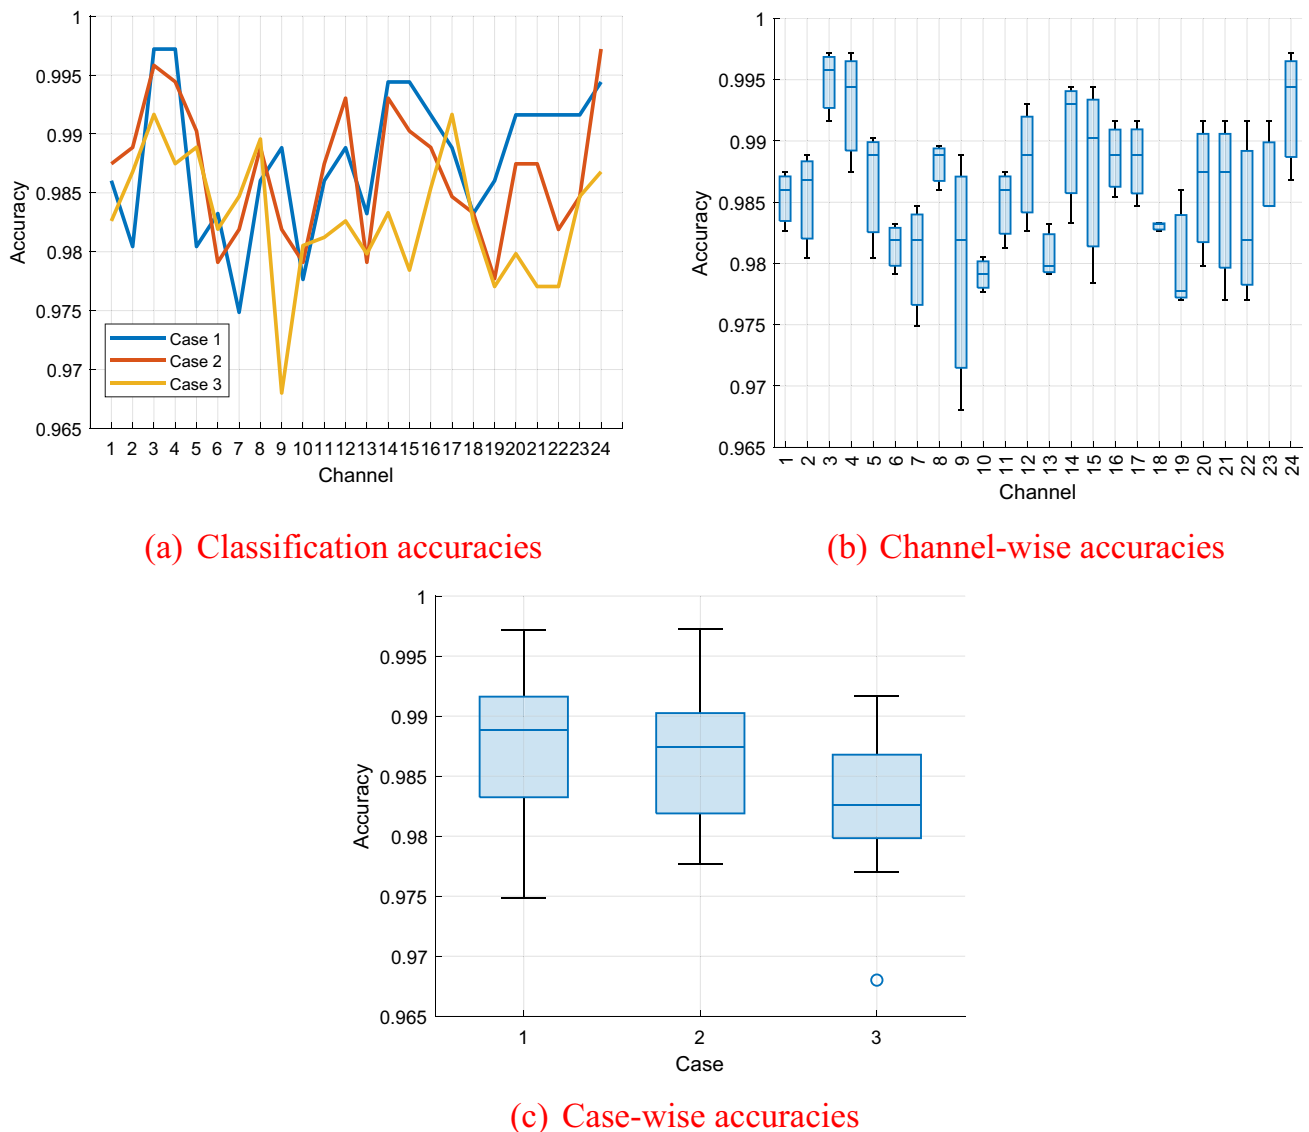 1
0.995
0.99
0.985
0.98
0.975
0.97
0.965
Accuracy
Case 1
Case 2
Case 3
1 2 3 4 5 6 7 8 9 10 11 12 13 14 15 16 17 18 19 20 21 22 23 24
Channel
(a) Classification accuracies
1
0.995
0.99
0.985
0.98
0.975
0.97
0.965
Accuracy
1 2 3 4 5 6 7 8 9 10 11 12 13 14 15 16 17 18 19 20 21 22 23 24
Channel
(b) Channel-wise accuracies
1
0.995
0.99
0.985
0.98
0.975
0.97
0.965
Accuracy
1 2 3
Case
(c) Case-wise accuracies